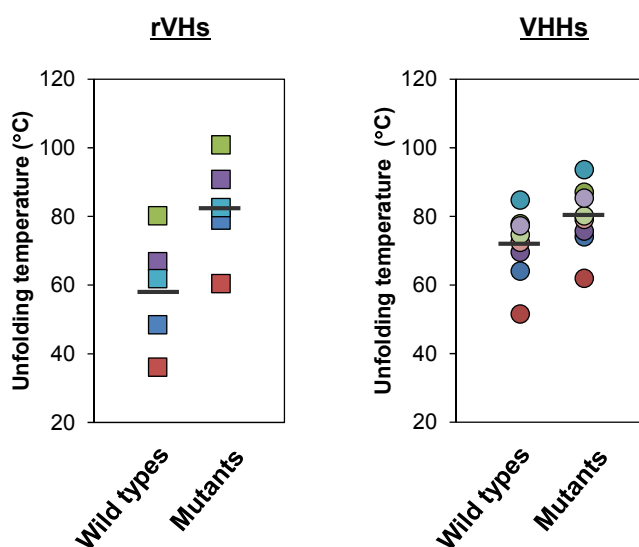 rVHs
Unfolding temperature (°C)
120
100
80
60
40
20
Wild types
Mutants
VHHs
Unfolding temperature (°C)
120
100
80
60
40
20
Wild types
Mutants